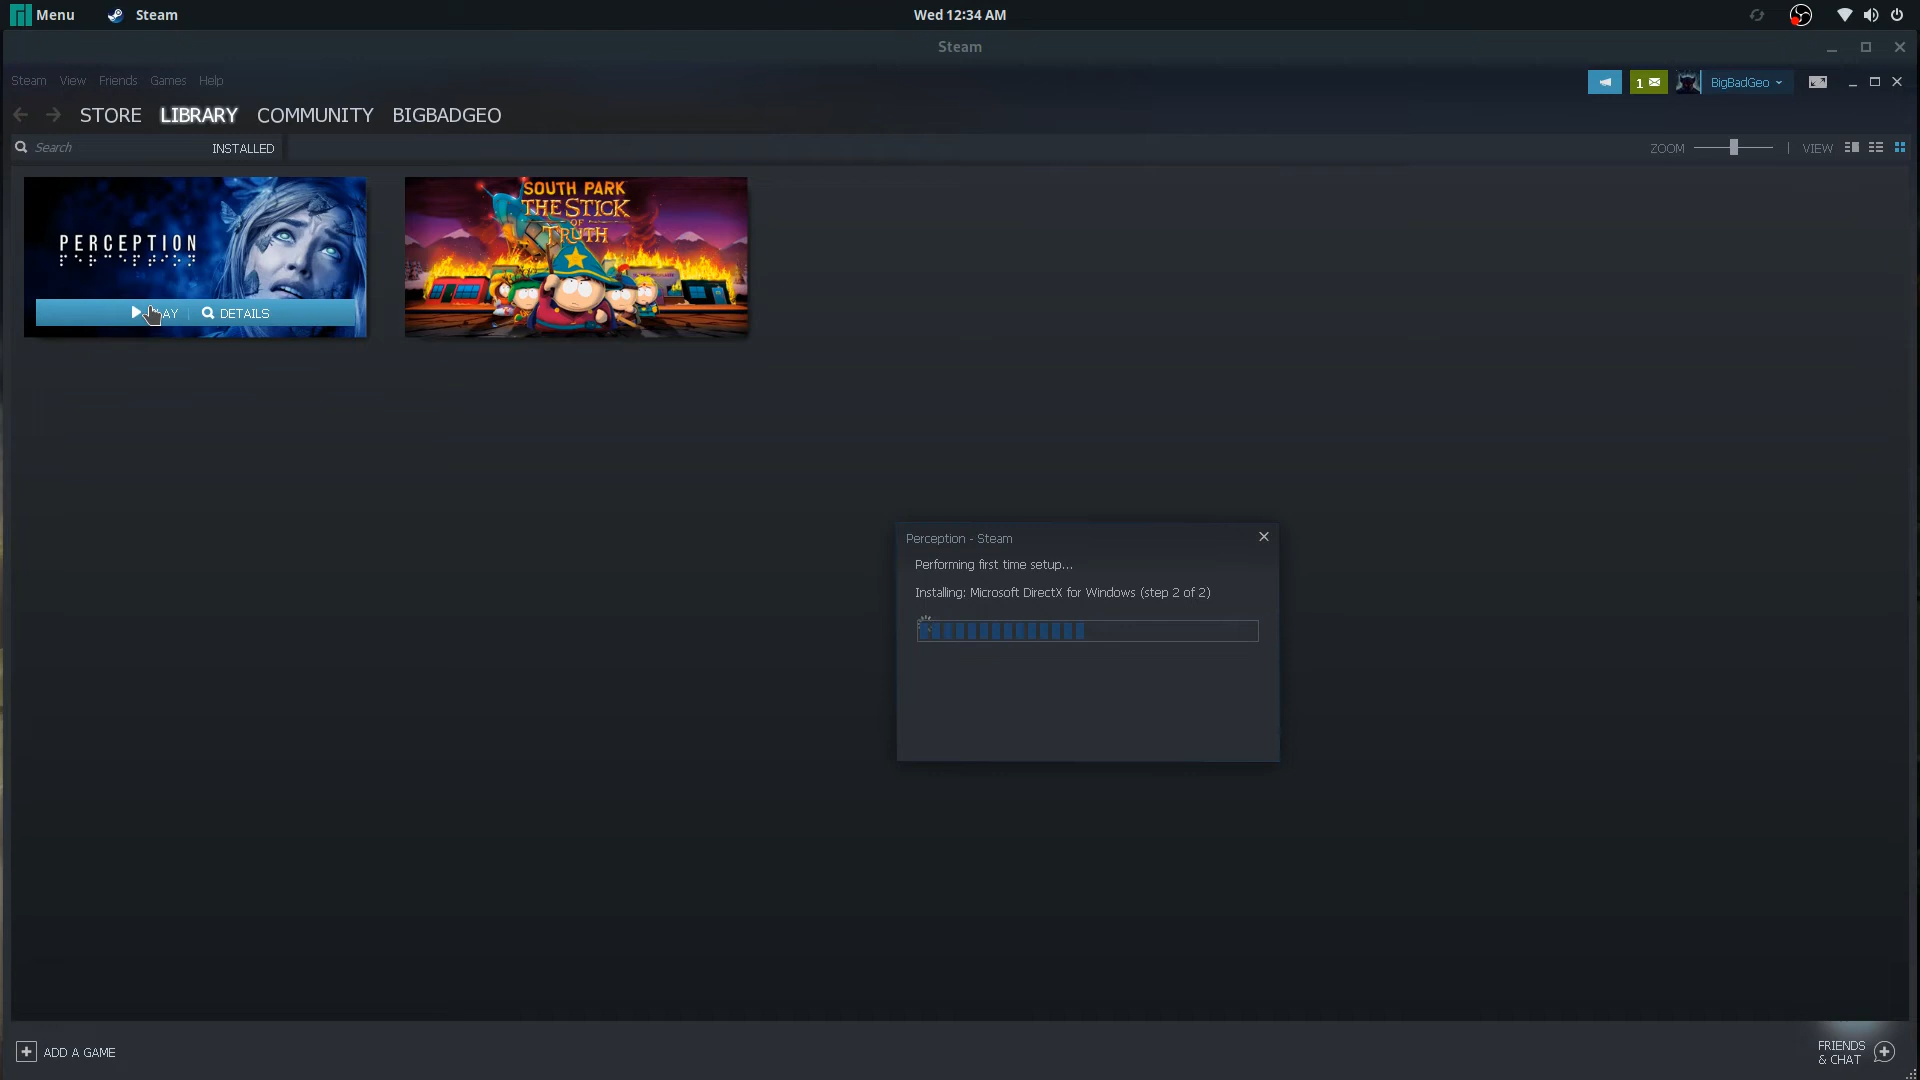 Menu Steam Wed 12:34 AM
Steam
Steam View Friends Games Help 1 BigBadGeo
STORE LIBRARY COMMUNITY BIGBADGEO
Search INSTALLED ZOOM | VIEW
PERCEPTION
⠏⠑⠗⠉⠑⠏⠞⠊⠕⠝
SOUTH PARK
THE STICK
OF
TRUTH
DETAILS
Perception - Steam
Performing first time setup...
Installing: Microsoft DirectX for Windows (step 2 of 2)
ADD A GAME
FRIENDS
& CHAT